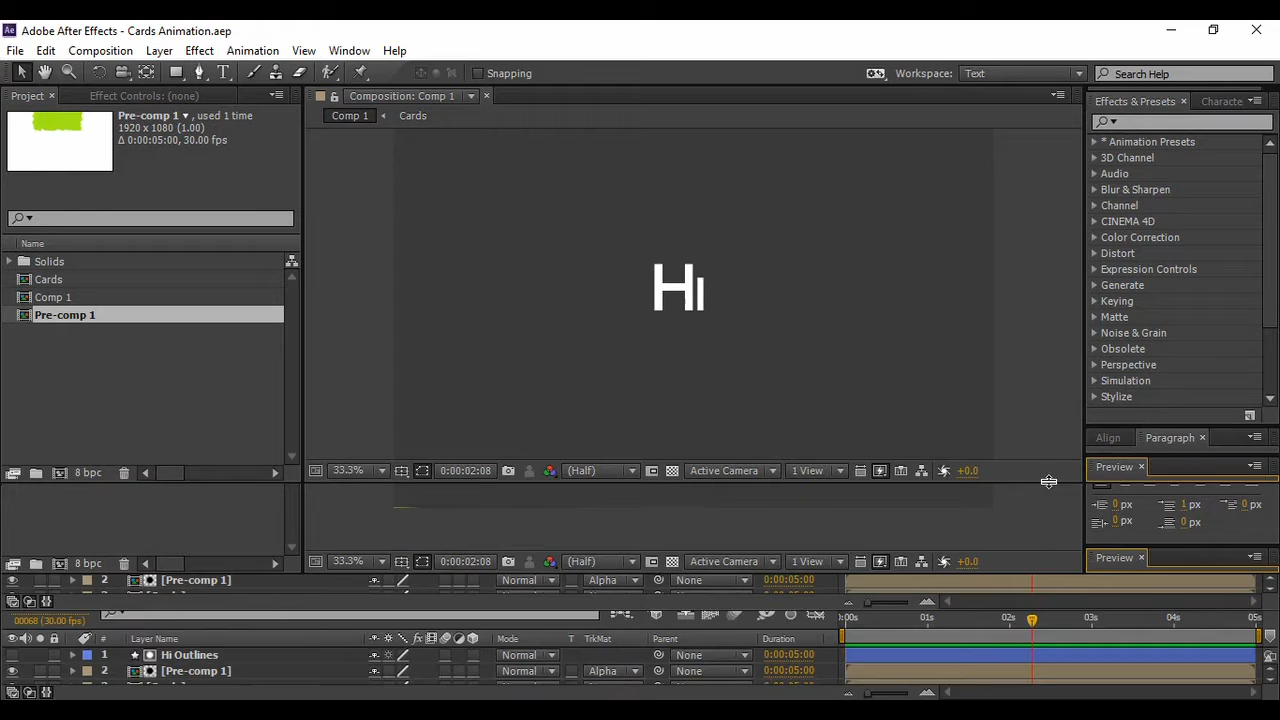 Ae Adobe After Effects - Cards Animation.aep
File Edit Composition Layer Effect Animation View Window Help
T Snapping Workspace: Text Search Help
Project × Effect Controls: (none) Composition: Comp 1 × Effects & Presets × Characte
Pre-comp 1 , used 1 time
1920 x 1080 (1.00)
Δ 0:00:05:00, 30.00 fps
Comp 1 Cards
Name
Solids
Cards
Comp 1
Pre-comp 1
Hi
* Animation Presets
3D Channel
Audio
Blur & Sharpen
Channel
CINEMA 4D
Color Correction
Distort
Expression Controls
Generate
Keying
Matte
Noise & Grain
Obsolete
Perspective
Simulation
Stylize
Align Paragraph ×
8 bpc 33.3% 0:00:02:08 (Half) Active Camera 1 View +0.0 Preview ×
0 px 1 px 0 px
0 px 0 px
8 bpc 33.3% 0:00:02:08 (Half) Active Camera 1 View +0.0 Preview ×
2 [Pre-comp 1] Normal Alpha None 0:00:05:00
00068 (30.00 fps) 00s 01s 02s 03s 04s 05s
# Layer Name fx Mode T TrkMat Parent Duration
1 Hi Outlines Normal None 0:00:05:00
2 [Pre-comp 1] Normal Alpha None 0:00:05:00